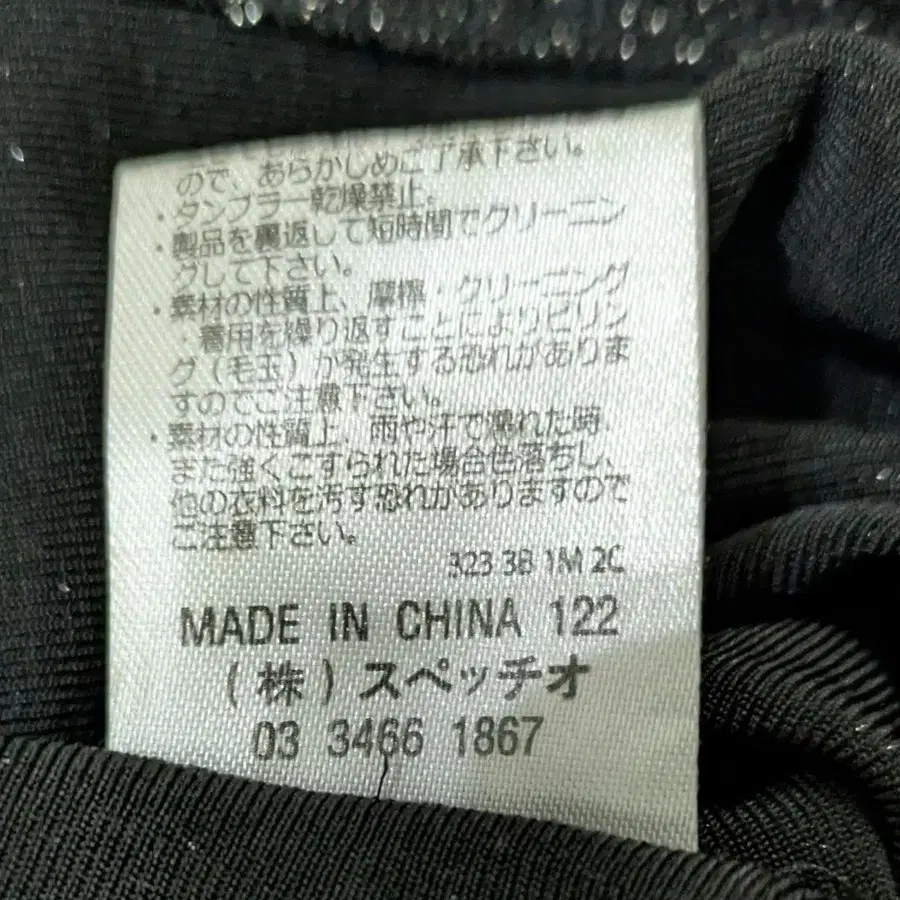 ので、あらかじめご了承下さい。
・タンブラー乾燥禁止。
・製品を裏返して短時間でクリーニン
グして下さい。
・素材の性質上、摩擦・クリーニング
・着用を繰り返すことによりピリン
グ(毛玉)が発生する恐れがありま
すのでご注意下さい。
・素材の性質上、雨や汗で濡れた時、
また強くこすられた場合色落ちし、
他の衣料を汚す恐れがありますので
ご注意下さい。
323 3B 1M 2C
MADE IN CHINA 122
(株)スペッチオ
03 3466 1867